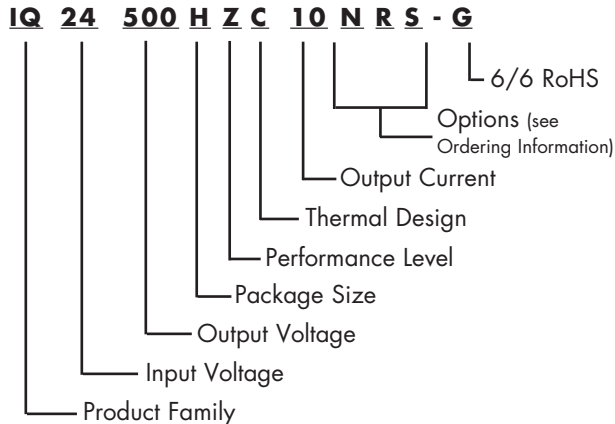 IQ 24 500 H Z C 10 N R S - G
6/6 RoHS
Options (see
Ordering Information)
Output Current
Thermal Design
Performance Level
Package Size
Output Voltage
Input Voltage
Product Family